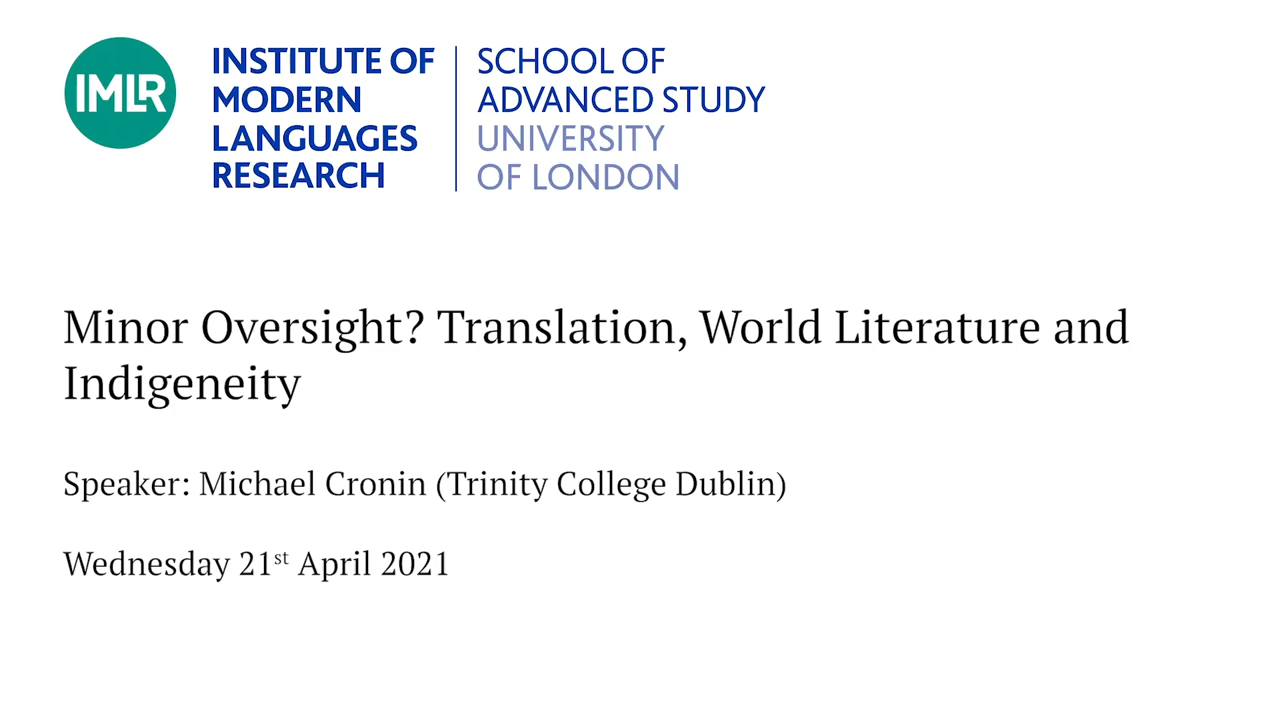 IMLR
INSTITUTE OF
MODERN
LANGUAGES
RESEARCH
SCHOOL OF
ADVANCED STUDY
UNIVERSITY
OF LONDON
Minor Oversight? Translation, World Literature and
Indigeneity
Speaker: Michael Cronin (Trinity College Dublin)
Wednesday 21st April 2021